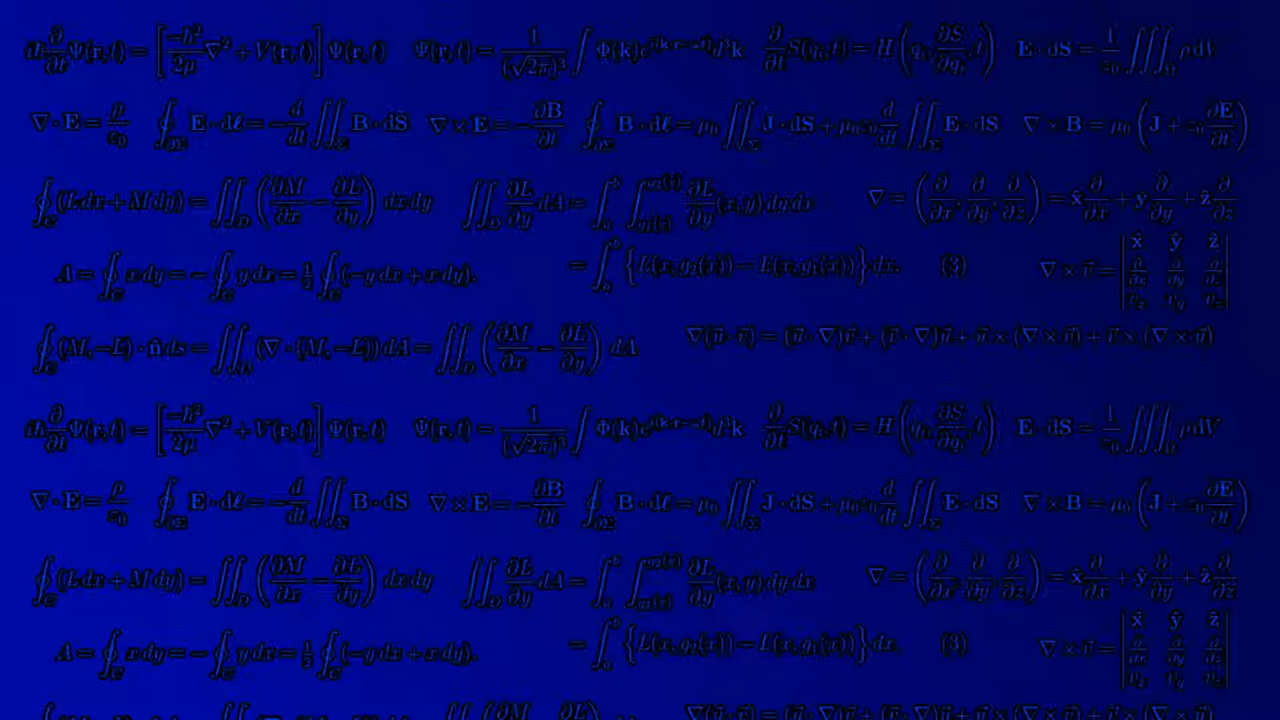 iħ ∂/∂t Ψ(r,t) = [−ħ²/2μ ∇² + V(r,t)] Ψ(r,t)   Ψ(r,t) = 1/(√2π)³ ∫ Φ(k)e^{i(k·r−ωt)}d³k   ∂/∂t S(q_i,t) = H(q_i, ∂S/∂q_i, t)   E · dS = 1/ε₀ ∭_Ω ρ dV
∇ · E = ρ/ε₀   ∮_∂Σ E · dℓ = −d/dt ∬_Σ B · dS   ∇ × E = −∂B/∂t   ∮_∂Σ B · dℓ = μ₀ ∬_Σ J · dS + μ₀ε₀ d/dt ∬_Σ E · dS   ∇ × B = μ₀ (J + ε₀ ∂E/∂t)
∮_C (L dx + M dy) = ∬_D (∂M/∂x − ∂L/∂y) dx dy   ∬_D ∂L/∂y dA = ∫_a^b ∫ ∂L/∂y (x,y) dy dx   ∇ = (∂/∂x, ∂/∂y, ∂/∂z) = x̂ ∂/∂x + ŷ ∂/∂y + ẑ ∂/∂z
A = ∮_C x dy = − ∮_C y dx = ½ ∮_C (−y dx + x dy).   = ∫_a^b {L(x,g₂(x)) − L(x,g₁(x))} dx.   (3)   ∇ × v⃗ = | x̂ ŷ ẑ ; ∂/∂x ∂/∂y ∂/∂z ; v_x v_y v_z |
∮_C (M,−L) · n̂ ds = ∬_D (∇ · (M,−L)) dA = ∬_D (∂M/∂x − ∂L/∂y) dA   ∇(u⃗ · v⃗) = (u⃗ · ∇)v⃗ + (v⃗ · ∇)u⃗ + u⃗ × (∇ × v⃗) + v⃗ × (∇ × u⃗)
iħ ∂/∂t Ψ(r,t) = [−ħ²/2μ ∇² + V(r,t)] Ψ(r,t)   Ψ(r,t) = 1/(√2π)³ ∫ Φ(k)e^{i(k·r−ωt)}d³k   ∂/∂t S(q_i,t) = H(q_i, ∂S/∂q_i, t)   E · dS = 1/ε₀ ∭_Ω ρ dV
∇ · E = ρ/ε₀   ∮_∂Σ E · dℓ = −d/dt ∬_Σ B · dS   ∇ × E = −∂B/∂t   ∮_∂Σ B · dℓ = μ₀ ∬_Σ J · dS + μ₀ε₀ d/dt ∬_Σ E · dS   ∇ × B = μ₀ (J + ε₀ ∂E/∂t)
∮_C (L dx + M dy) = ∬_D (∂M/∂x − ∂L/∂y) dx dy   ∬_D ∂L/∂y dA = ∫_a^b ∫ ∂L/∂y (x,y) dy dx   ∇ = (∂/∂x, ∂/∂y, ∂/∂z) = x̂ ∂/∂x + ŷ ∂/∂y + ẑ ∂/∂z
A = ∮_C x dy = − ∮_C y dx = ½ ∮_C (−y dx + x dy).   = ∫_a^b {L(x,g₂(x)) − L(x,g₁(x))} dx.   (3)   ∇ × v⃗ = | x̂ ŷ ẑ ; ∂/∂x ∂/∂y ∂/∂z ; v_x v_y v_z |